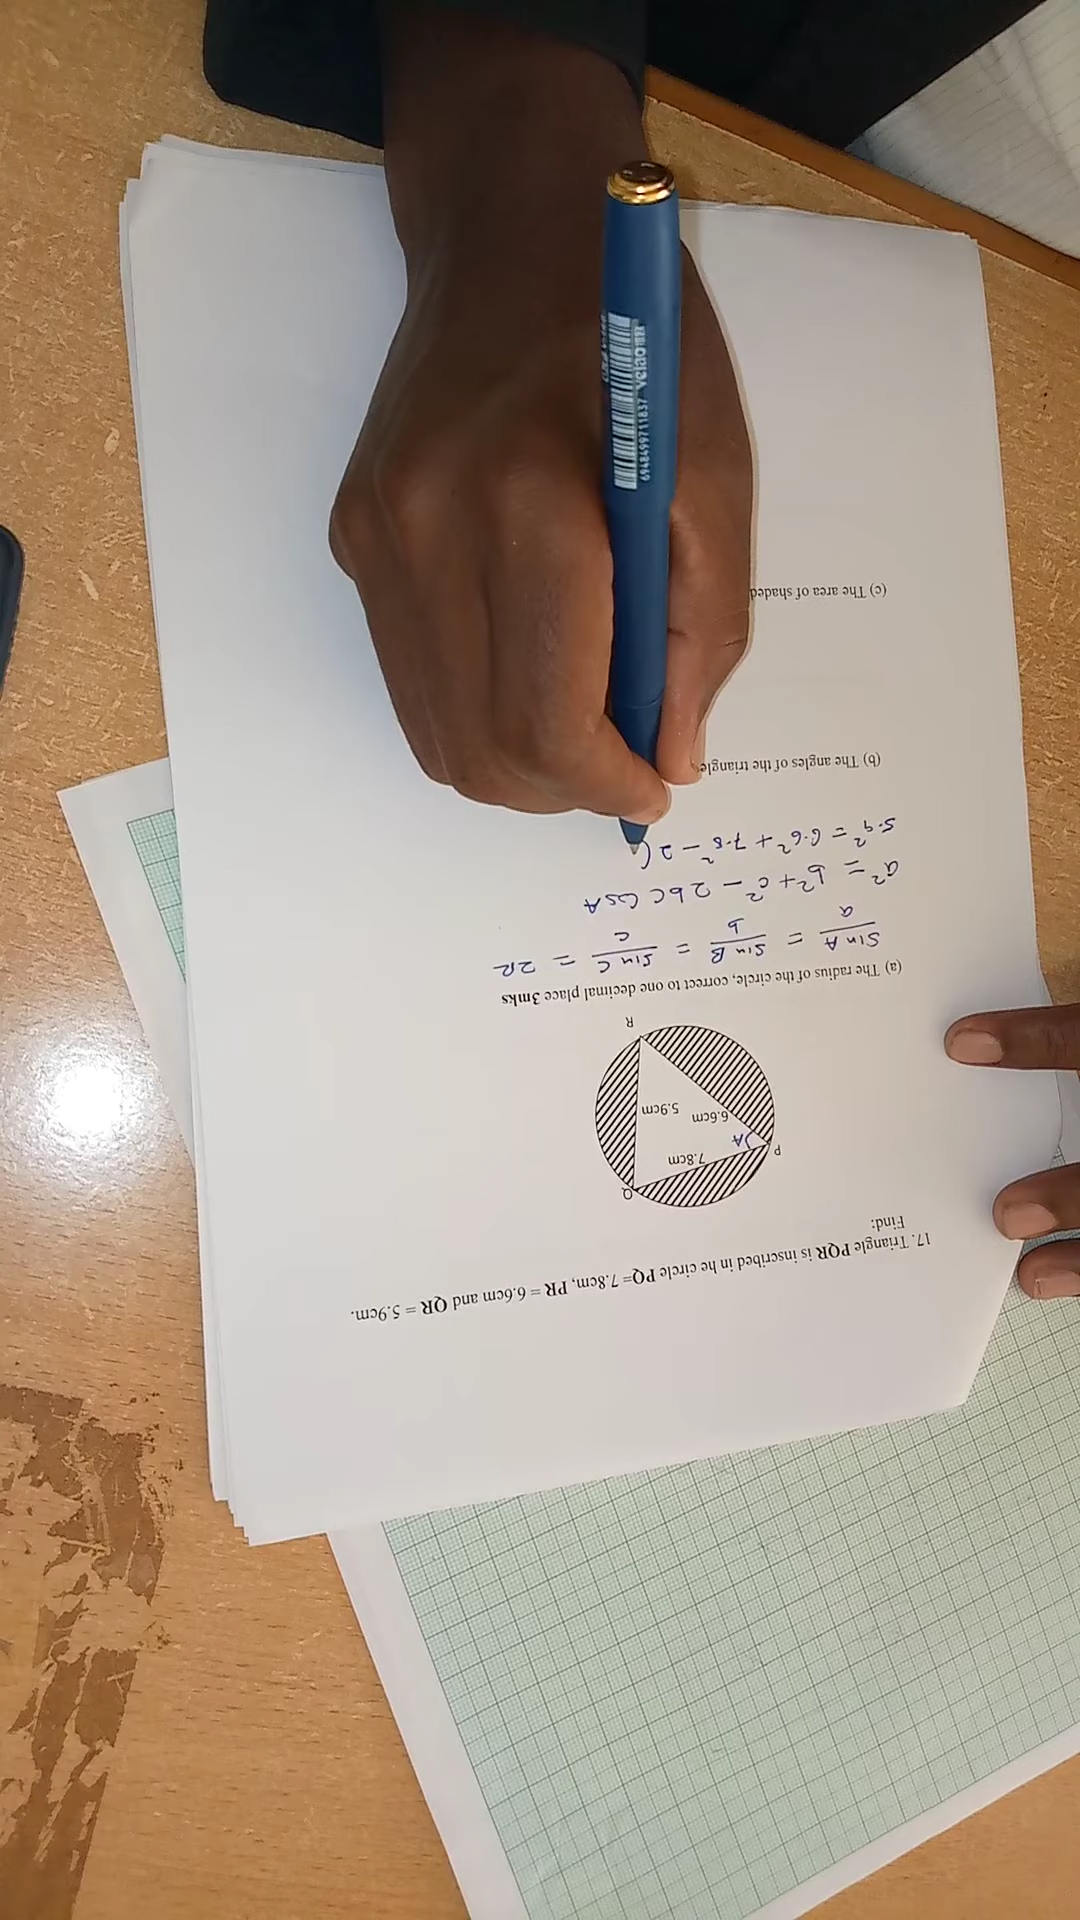 17. Triangle PQR is inscribed in he circle PQ= 7.8cm, PR = 6.6cm and QR = 5.9cm.
Find:
Q
P
7.8cm
A
6.6cm
5.9cm
R
(a) The radius of the circle, correct to one decimal place 3mks
Sin A / a = Sin B / b = Sin C / c = 2R
a² = b² + c² - 2bc Cos A
5.9² = 6.6² + 7.8² - 2(
(b) The angles of the triangle
(c) The area of shaded
6948499711837